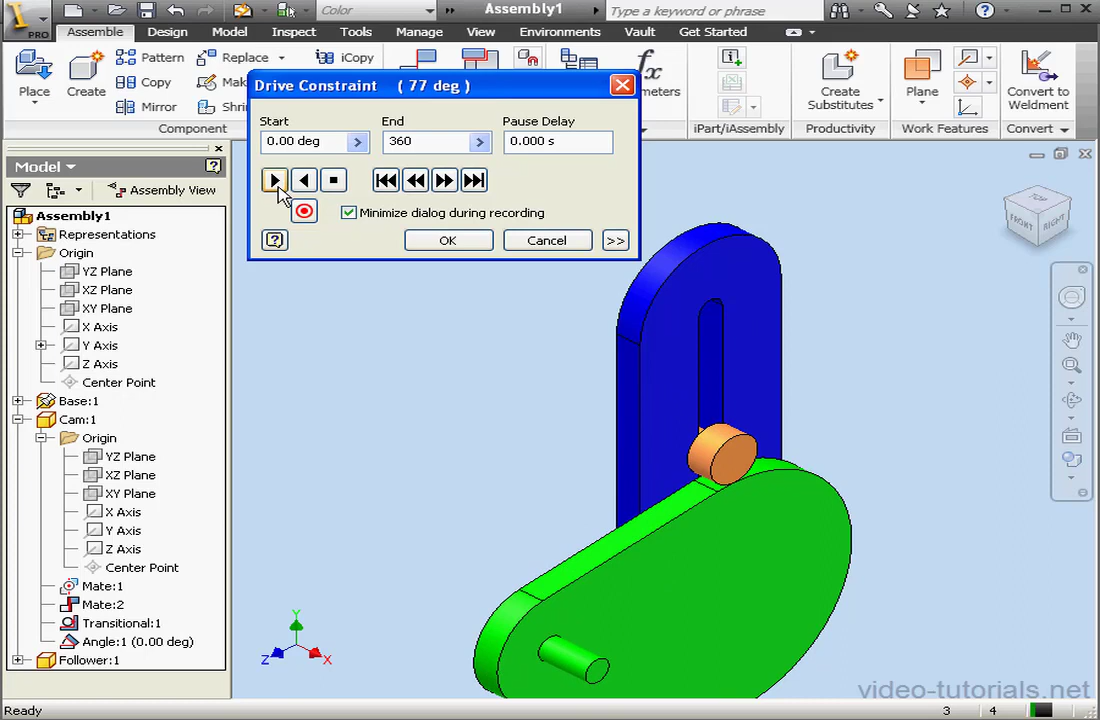 PRO
Color
Assembly1
Type a keyword or phrase
Assemble Design Model Inspect Tools Manage View Environments Vault Get Started
Place
Create
Pattern
Copy
Mirror
Replace
iCopy
Component
Create
Substitutes
Productivity
iPart/iAssembly
Plane
Work Features
Convert to
Weldment
Convert
Drive Constraint ( 77 deg )
Start End Pause Delay
0.00 deg 360 0.000 s
Minimize dialog during recording
OK Cancel >>
Model
Assembly View
Assembly1
Representations
Origin
YZ Plane
XZ Plane
XY Plane
X Axis
Y Axis
Z Axis
Center Point
Base:1
Cam:1
Origin
YZ Plane
XZ Plane
XY Plane
X Axis
Y Axis
Z Axis
Center Point
Mate:1
Mate:2
Transitional:1
Angle:1 (0.00 deg)
Follower:1
TOP
FRONT
RIGHT
Y
Z
X
video-tutorials.net
Ready
3 4